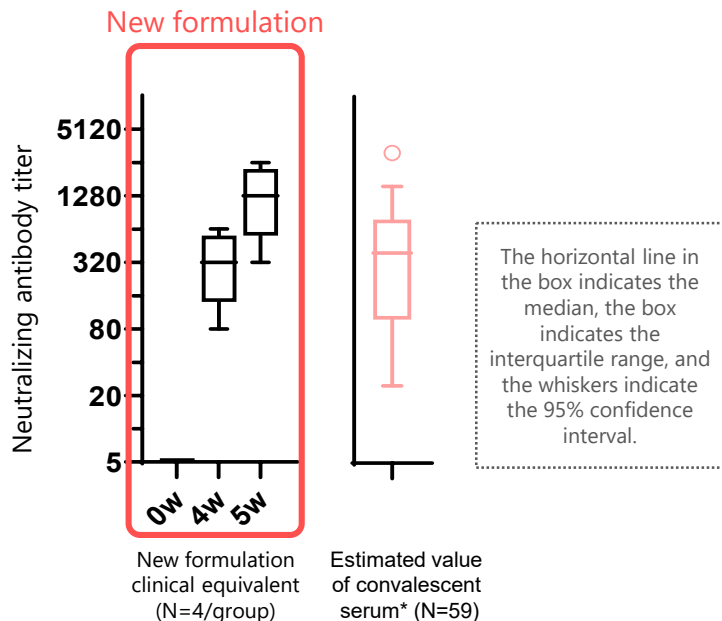 New formulation
Neutralizing antibody titer
5120
1280
320
80
20
5
0w
4w
5w
New formulation
clinical equivalent
(N=4/group)
Estimated value
of convalescent
serum* (N=59)
The horizontal line in
the box indicates the
median, the box
indicates the
interquartile range, and
the whiskers indicate
the 95% confidence
interval.